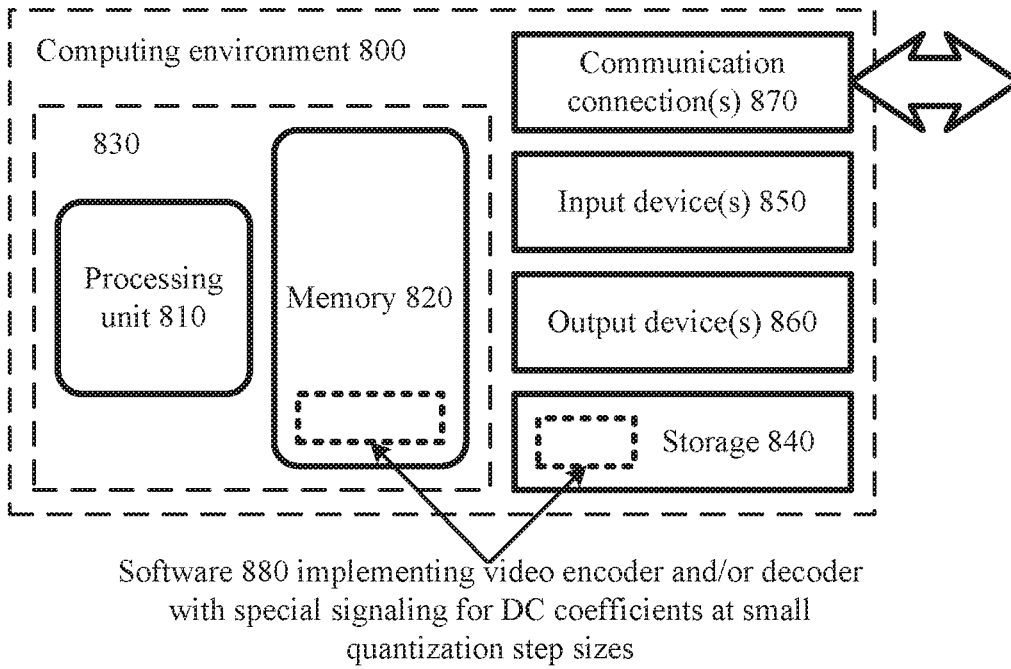 Computing environment 800
Communication
connection(s) 870
830
Input device(s) 850
Processing
unit 810
Memory 820
Output device(s) 860
Storage 840
Software 880 implementing video encoder and/or decoder
with special signaling for DC coefficients at small
quantization step sizes